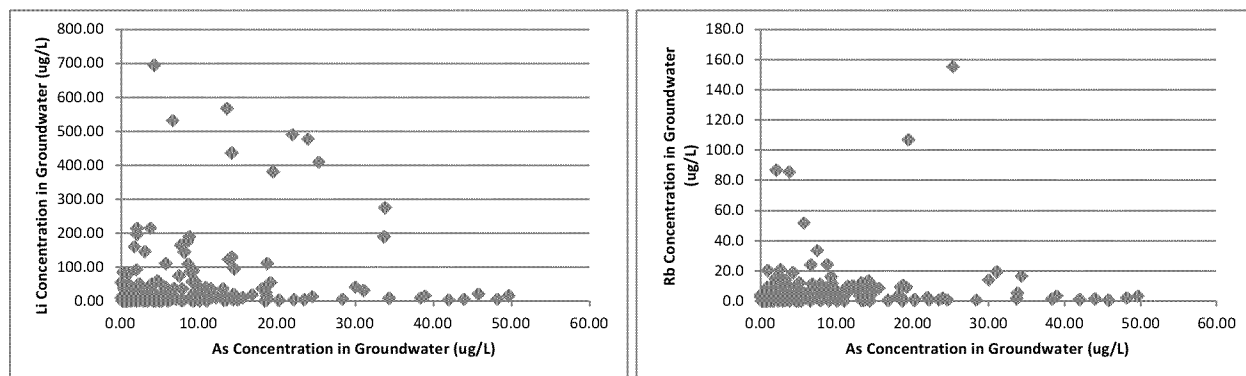 Li Concentration in Groundwater (ug/L)
800.00
700.00
600.00
500.00
400.00
300.00
200.00
100.00
0.00
0.00 10.00 20.00 30.00 40.00 50.00 60.00
As Concentration in Groundwater (ug/L)
Rb Concentration in Groundwater
(ug/L)
180.0
160.0
140.0
120.0
100.0
80.0
60.0
40.0
20.0
0.0
0.00 10.00 20.00 30.00 40.00 50.00 60.00
As Concentration in Groundwater (ug/L)